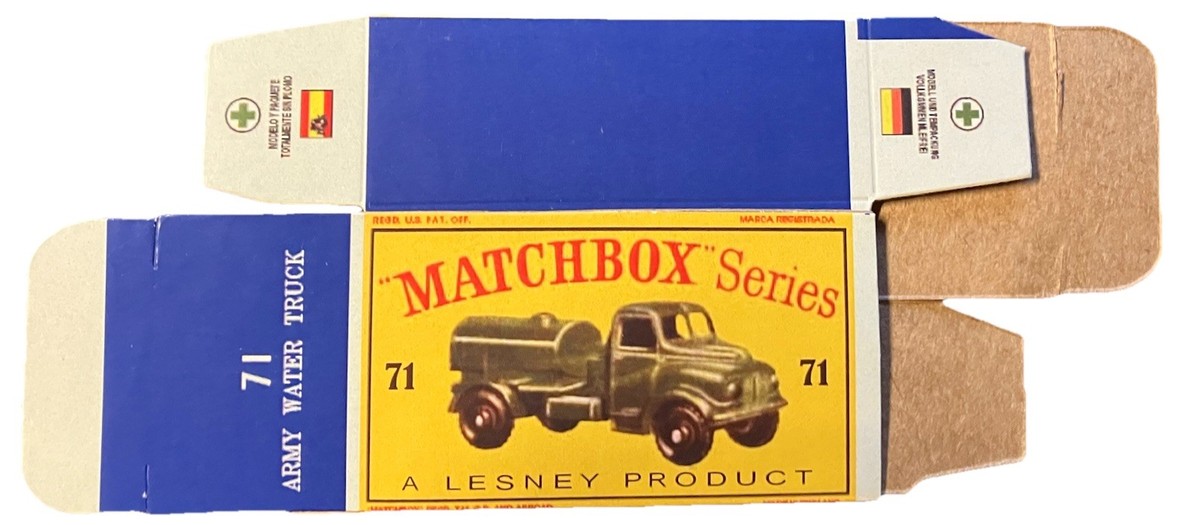 MODELO Y PAQUETE
TOTALMENTE SIN PLOMO
MODELL UND VERPACKUNG
VOLLKOMMEN BLEIFREI
71
ARMY WATER TRUCK
REGD. U.S. PAT. OFF.
MARCA REGISTRADA
"MATCHBOX" Series
71
71
A LESNEY PRODUCT